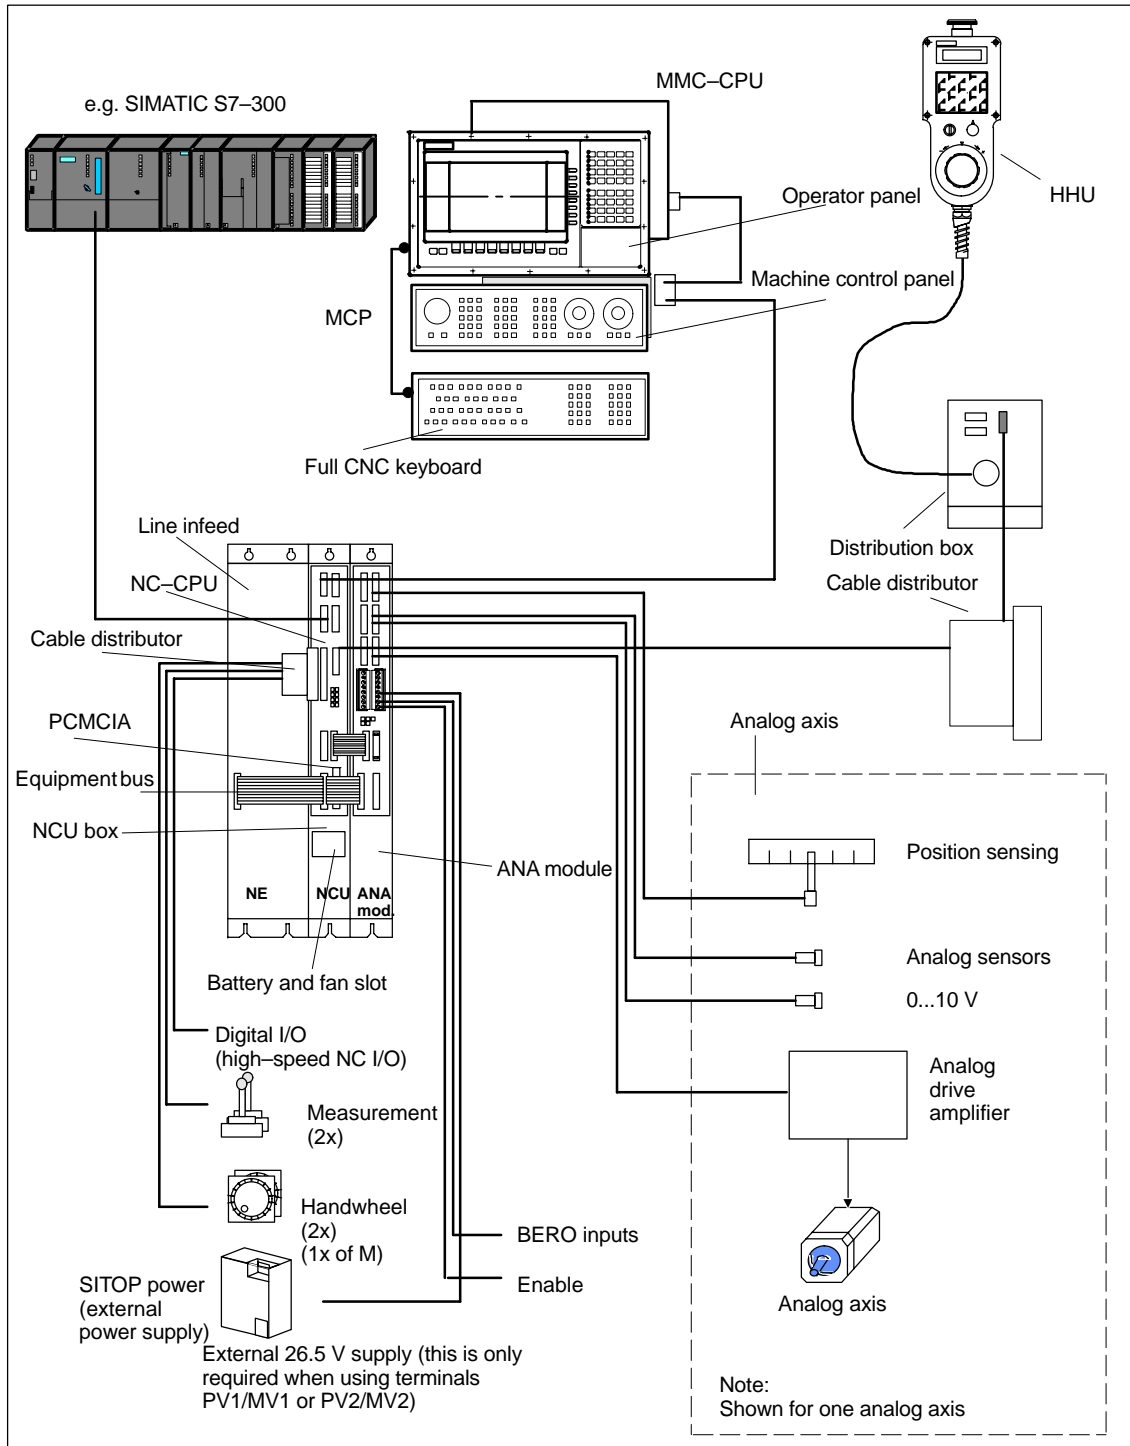 MMC–CPU
e.g. SIMATIC S7–300
Operator panel
HHU
Machine control panel
MCP
Full CNC keyboard
Line infeed
Distribution box
NC–CPU
Cable distributor
Cable distributor
PCMCIA
Analog axis
Equipment bus
NCU box
Position sensing
ANA module
NE
NCU
ANA
mod.
Analog sensors
Battery and fan slot
0...10 V
Digital I/O
(high–speed NC I/O)
Analog
drive
amplifier
Measurement
(2x)
Handwheel
(2x)
(1x of M)
BERO inputs
SITOP power
(external
power supply)
Enable
Analog axis
External 26.5 V supply (this is only
required when using terminals
PV1/MV1 or PV2/MV2)
Note:
Shown for one analog axis